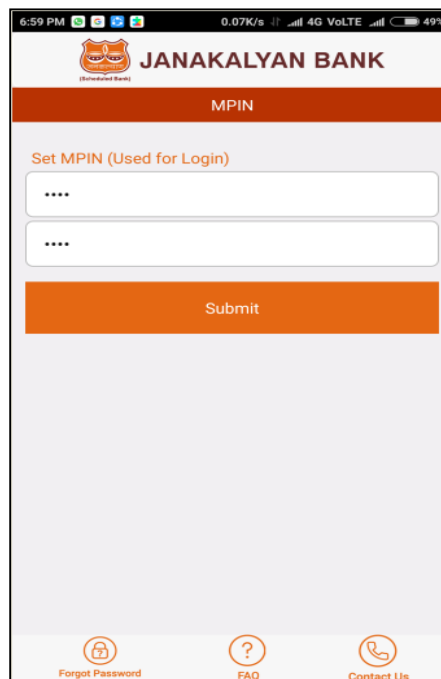 6:59 PM 0.07K/s 4G VoLTE 49%
JANAKALYAN BANK
(Scheduled Bank)
MPIN
Set MPIN (Used for Login)
••••
••••
Submit
Forgot Password FAQ Contact Us